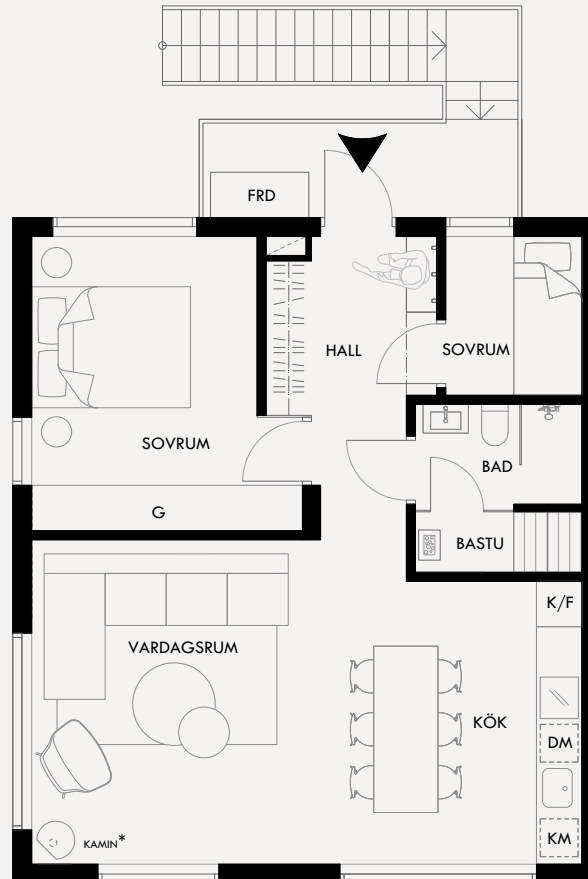 FRD
HALL
SOVRUM
SOVRUM
BAD
G
BASTU
K/F
VARDAGSRUM
KÖK
DM
KAMIN*
KM